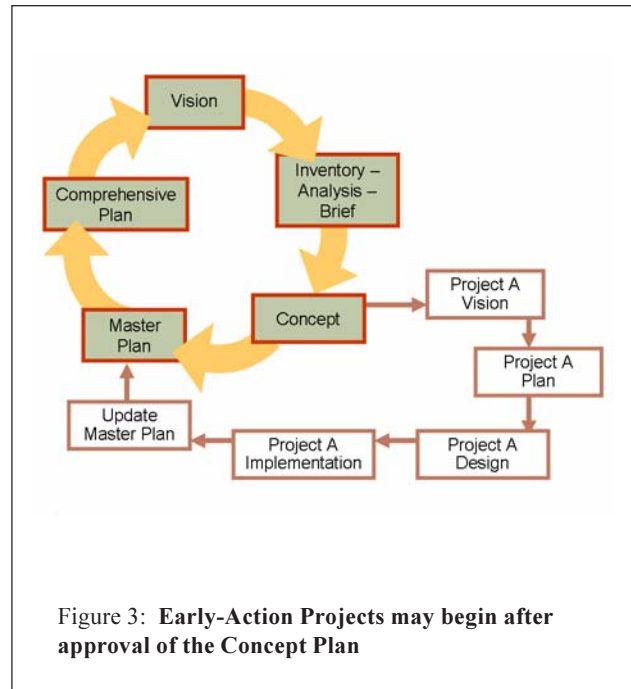 Vision
Inventory –
Analysis –
Brief
Comprehensive
Plan
Concept
Master
Plan
Project A
Vision
Project A
Plan
Project A
Design
Project A
Implementation
Update
Master Plan
Figure 3: Early-Action Projects may begin after
approval of the Concept Plan